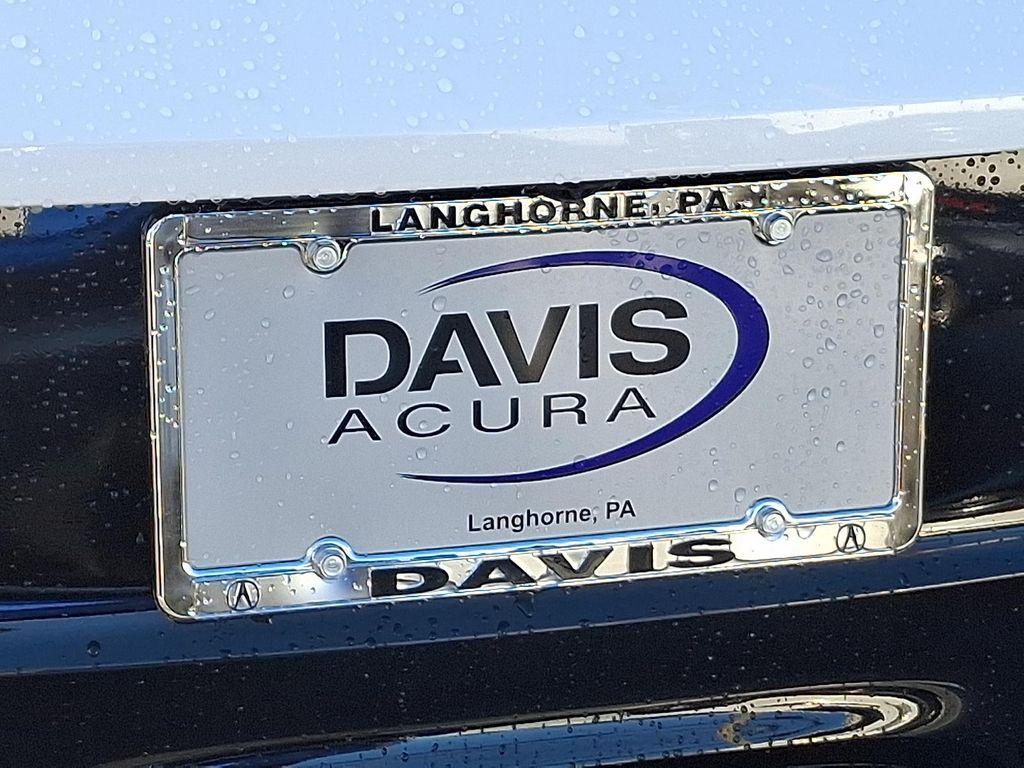 LANGHORNE, PA.
DAVIS
ACURA
Langhorne, PA
DAVIS